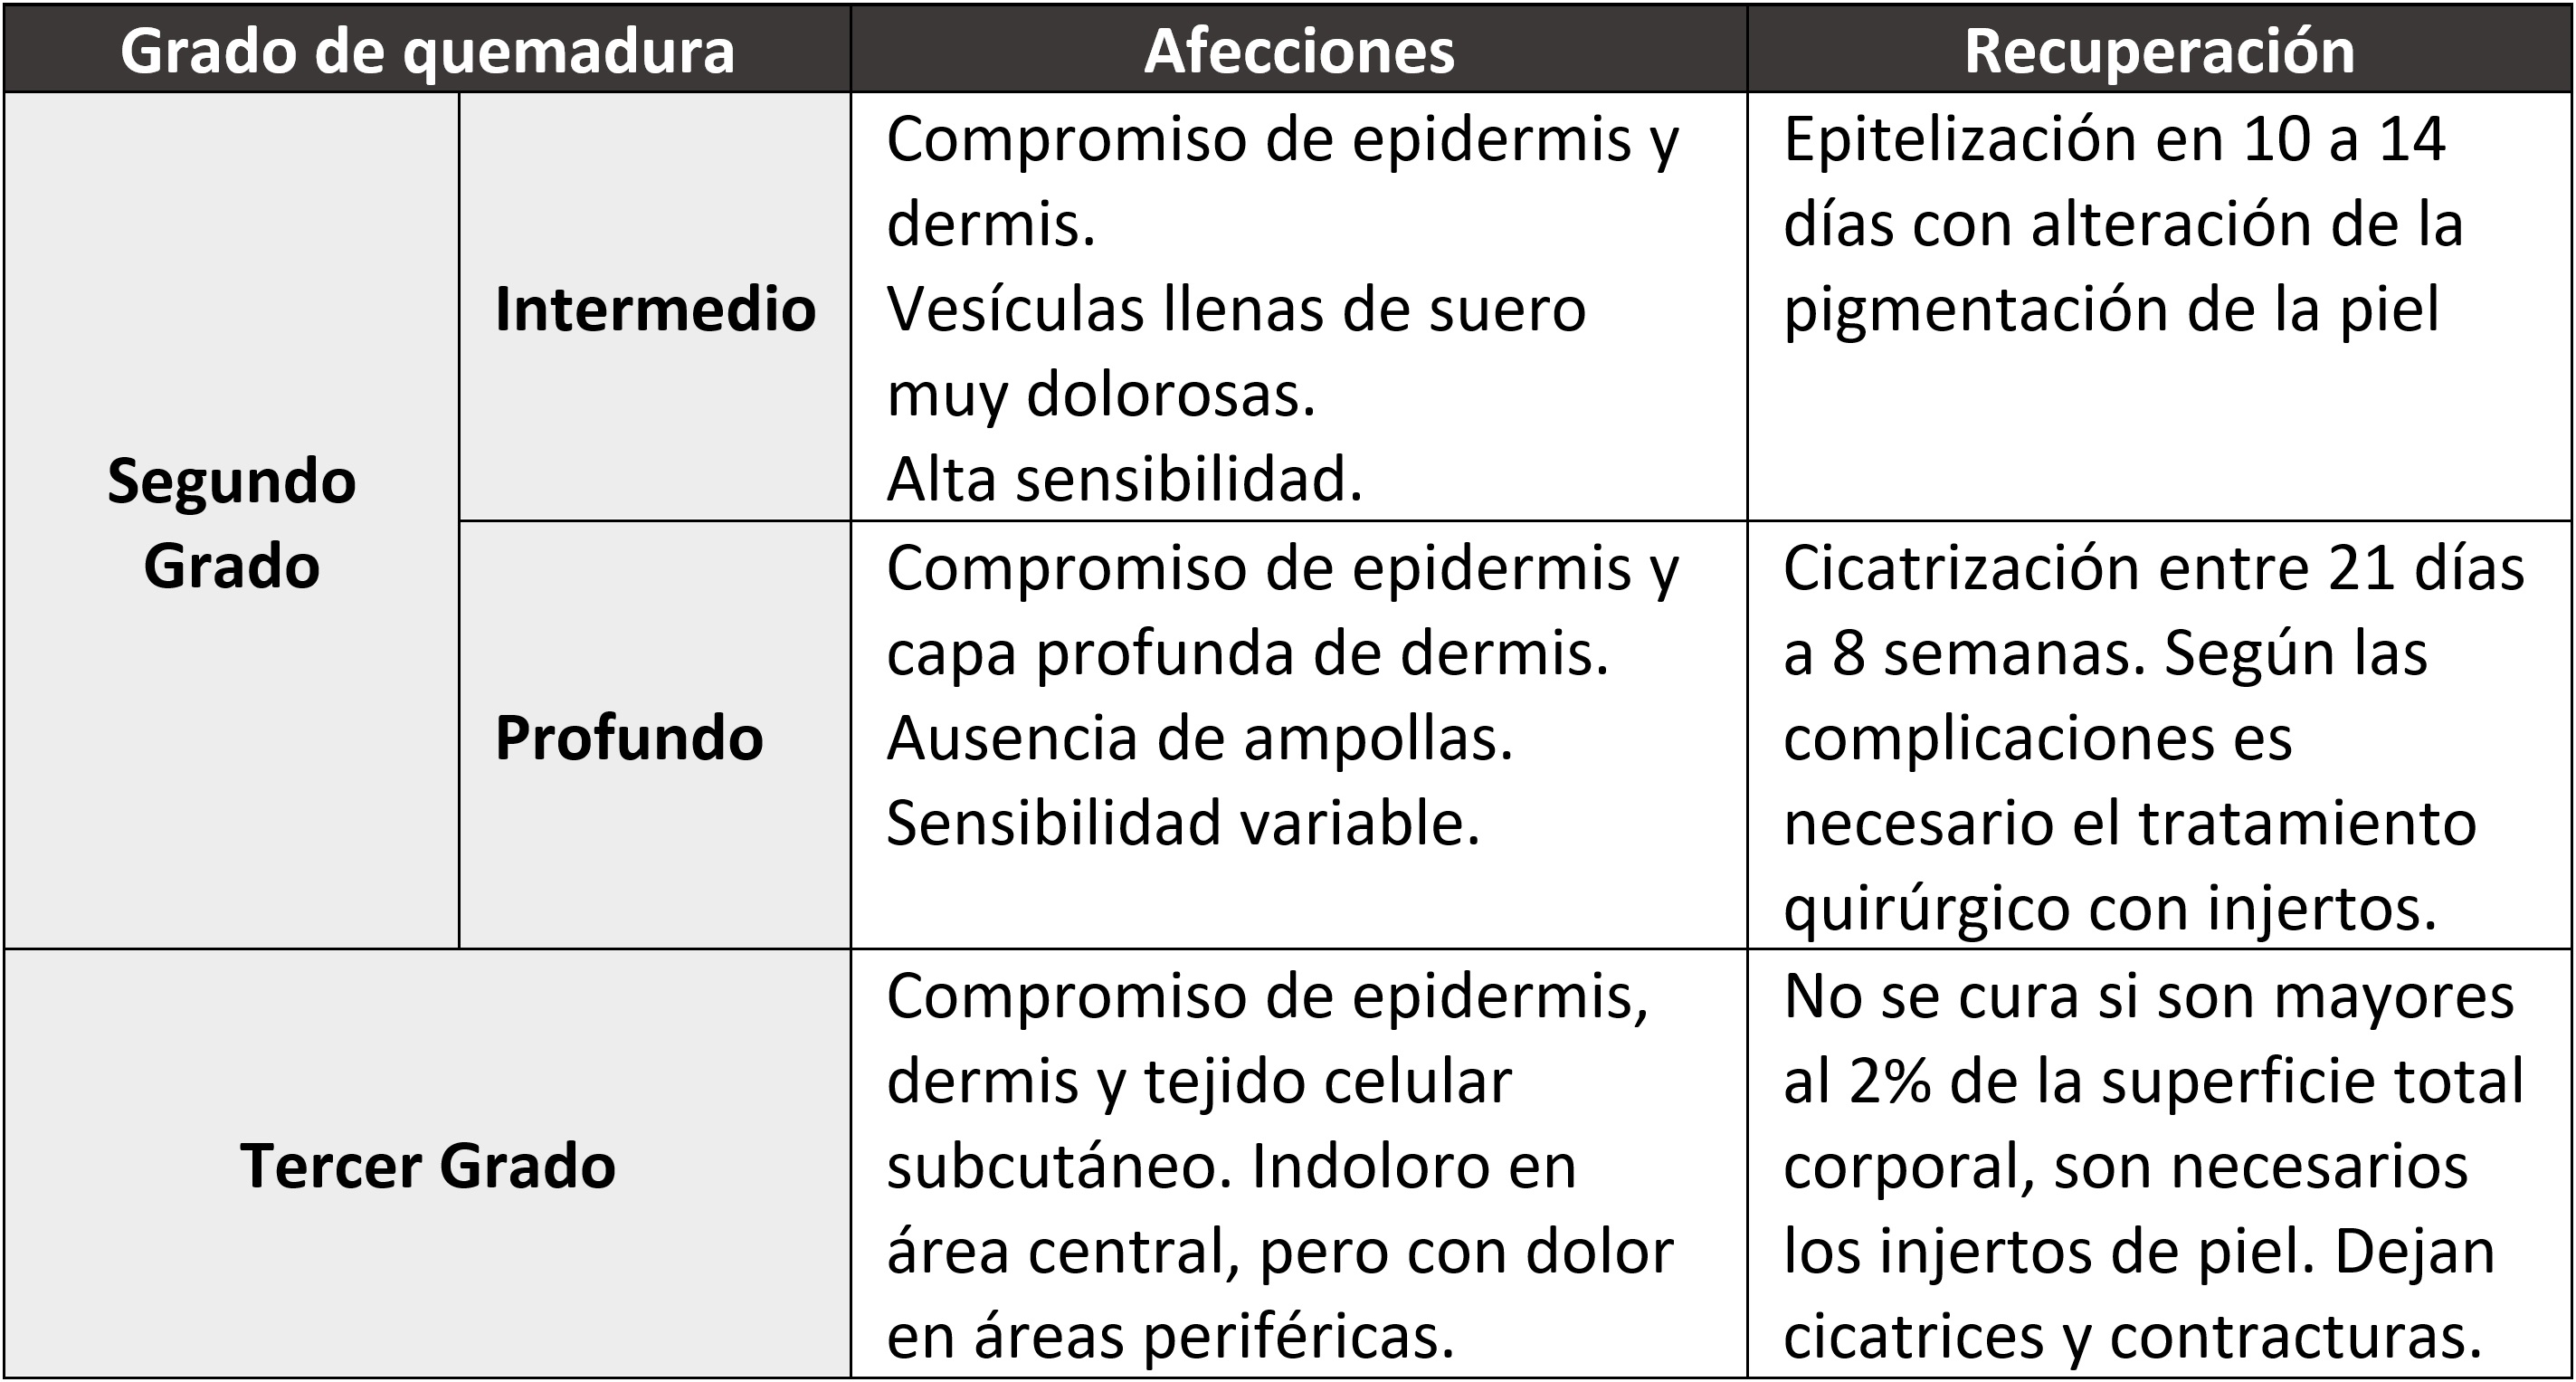 Grado de quemadura
Afecciones
Recuperación
Segundo
Grado
Intermedio
Compromiso de epidermis y
dermis.
Vesículas llenas de suero
muy dolorosas.
Alta sensibilidad.
Epitelización en 10 a 14
días con alteración de la
pigmentación de la piel
Profundo
Compromiso de epidermis y
capa profunda de dermis.
Ausencia de ampollas.
Sensibilidad variable.
Cicatrización entre 21 días
a 8 semanas. Según las
complicaciones es
necesario el tratamiento
quirúrgico con injertos.
Tercer Grado
Compromiso de epidermis,
dermis y tejido celular
subcutáneo. Indoloro en
área central, pero con dolor
en áreas periféricas.
No se cura si son mayores
al 2% de la superficie total
corporal, son necesarios
los injertos de piel. Dejan
cicatrices y contracturas.